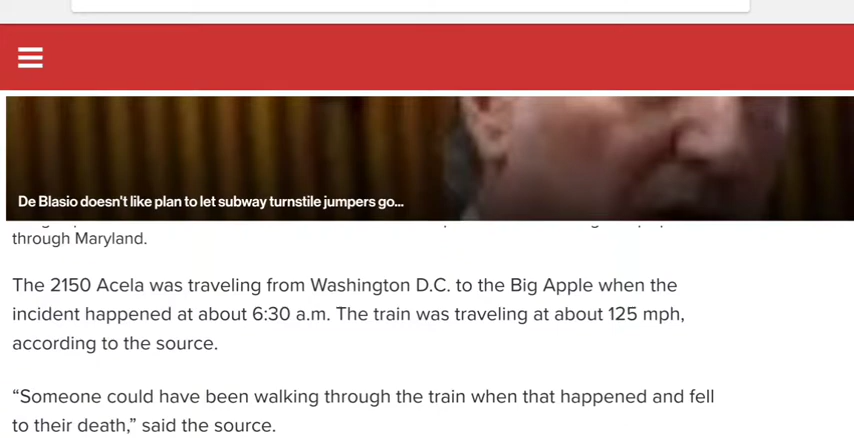 De Blasio doesn't like plan to let subway turnstile jumpers go...
through Maryland.
The 2150 Acela was traveling from Washington D.C. to the Big Apple when the
incident happened at about 6:30 a.m. The train was traveling at about 125 mph,
according to the source.
“Someone could have been walking through the train when that happened and fell
to their death,” said the source.